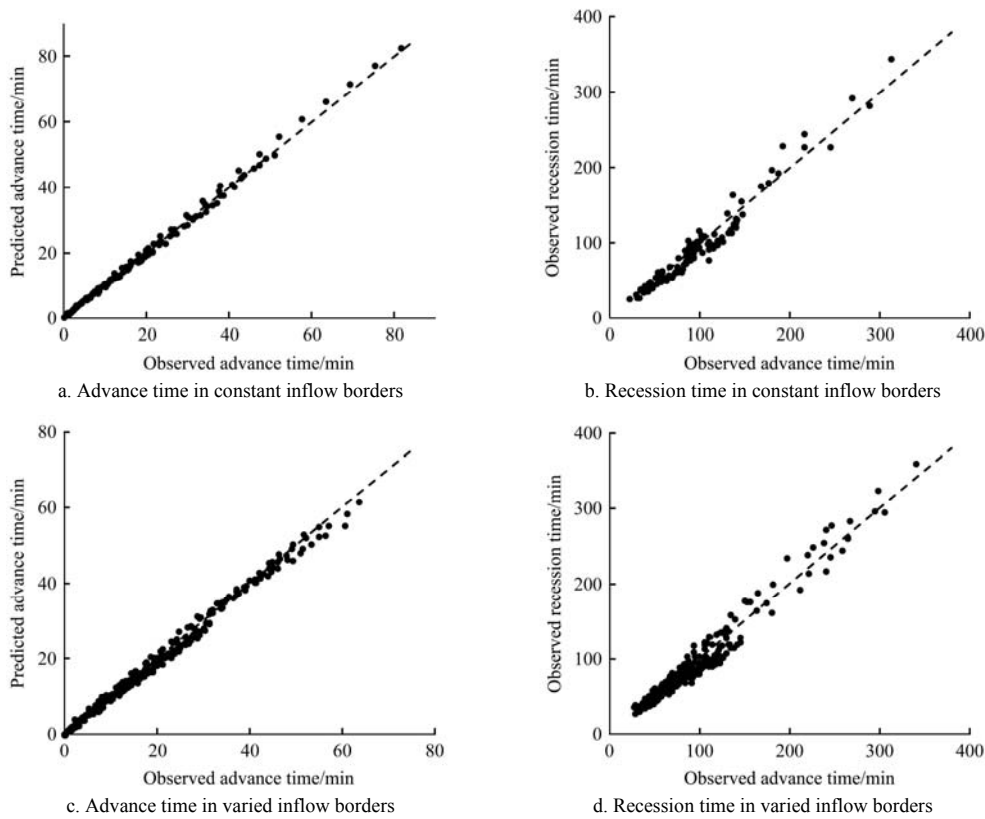 80
60
40
20
0
Predicted advance time/min
0 20 40 60 80
Observed advance time/min
a. Advance time in constant inflow borders
400
300
200
100
0
Observed recession time/min
0 100 200 300 400
Observed advance time/min
b. Recession time in constant inflow borders
80
60
40
20
0
Predicted advance time/min
0 20 40 60 80
Observed advance time/min
c. Advance time in varied inflow borders
400
300
200
100
0
Observed recession time/min
0 100 200 300 400
Observed advance time/min
d. Recession time in varied inflow borders